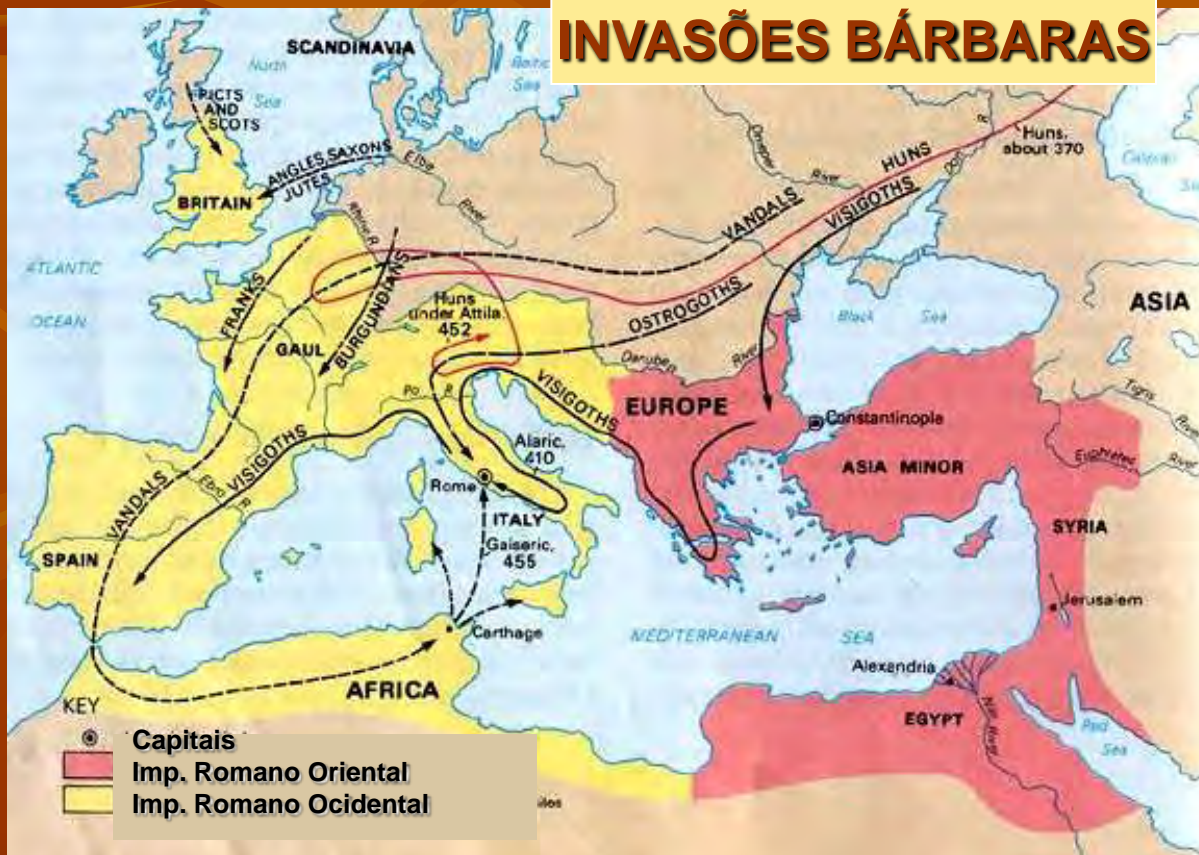 INVASÕES BÁRBARAS
SCANDINAVIA
North
Sea
Baltic
Sea
PICTS
AND
SCOTS
ANGLES, SAXONS
JUTES
Elbe
River
BRITAIN
Rhine R.
Dnieper
River
Don
R.
HUNS
Huns,
about 370
Caspian
VISIGOTHS
VANDALS
OSTROGOTHS
ATLANTIC
OCEAN
FRANKS
BURGUNDIANS
GAUL
Huns
under Attila,
452
Danube
River
Black Sea
ASIA
Po R.
VISIGOTHS
EUROPE
Constantinople
Tigris
River
Euphrates
River
ASIA MINOR
Alaric,
410
Rome
ITALY
Gaiseric,
455
VISIGOTHS
Ebro R.
VANDALS
SPAIN
SYRIA
Jerusalem
Carthage
MEDITERRANEAN SEA
Alexandria
AFRICA
EGYPT
Nile River
Red
Sea
KEY
Capitais
Imp. Romano Oriental
Imp. Romano Ocidental